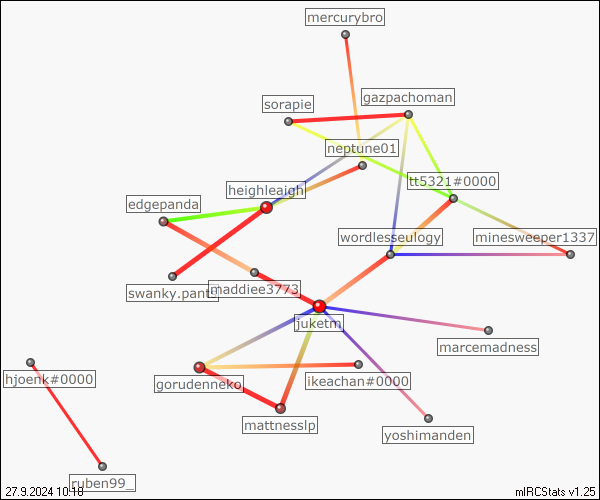 mercurybro
sorapie
gazpachoman
neptune01
heighleaigh
tt5321#0000
edgepanda
wordlesseulogy
minesweeper1337
swanky.pants
maddiee3773
juketm
marcemadness
hjoenk#0000
gorudenneko
ikeachan#0000
mattnesslp
yoshimanden
ruben99_
27.9.2024 10:18
mIRCStats v1.25